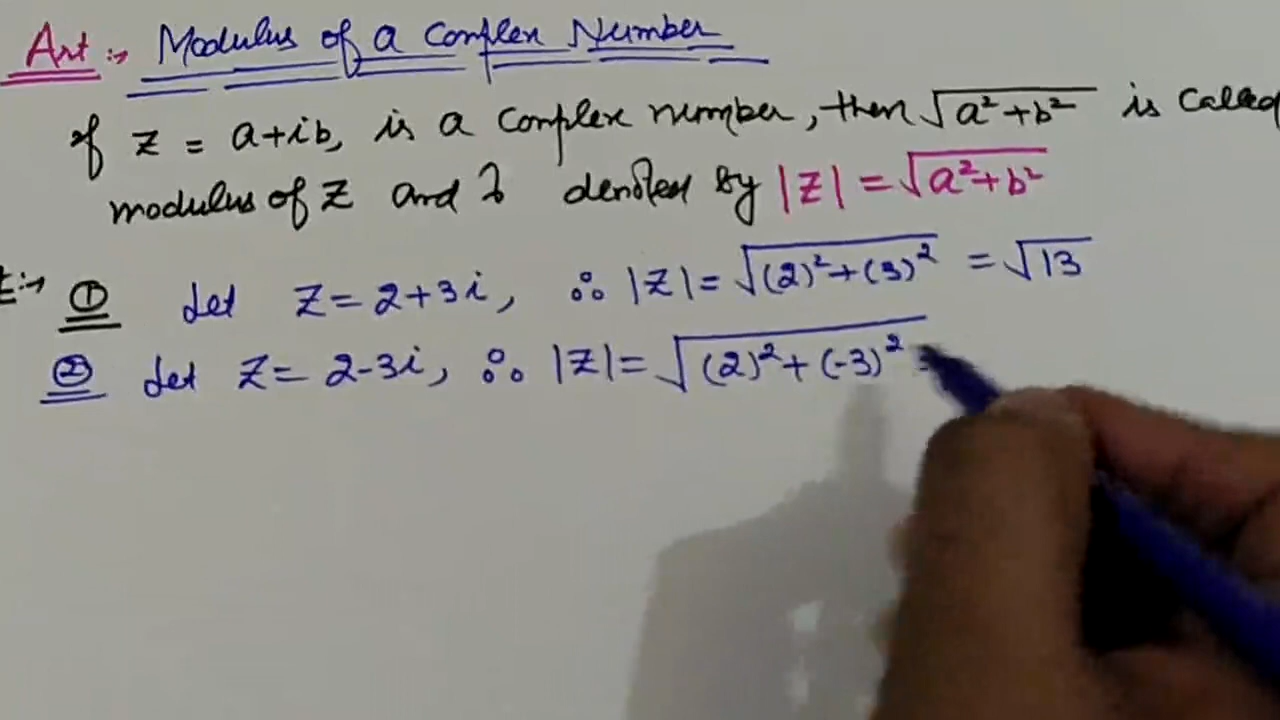 Art :→ Modulus of a Complex Number
If z = a+ib, is a complex number, then √(a²+b²) is called
modulus of z and is denoted by |z| = √(a²+b²)
① Let z = 2+3i, ∴ |z| = √((2)²+(3)²) = √13
② Let z = 2-3i, ∴ |z| = √((2)²+(-3)²) =